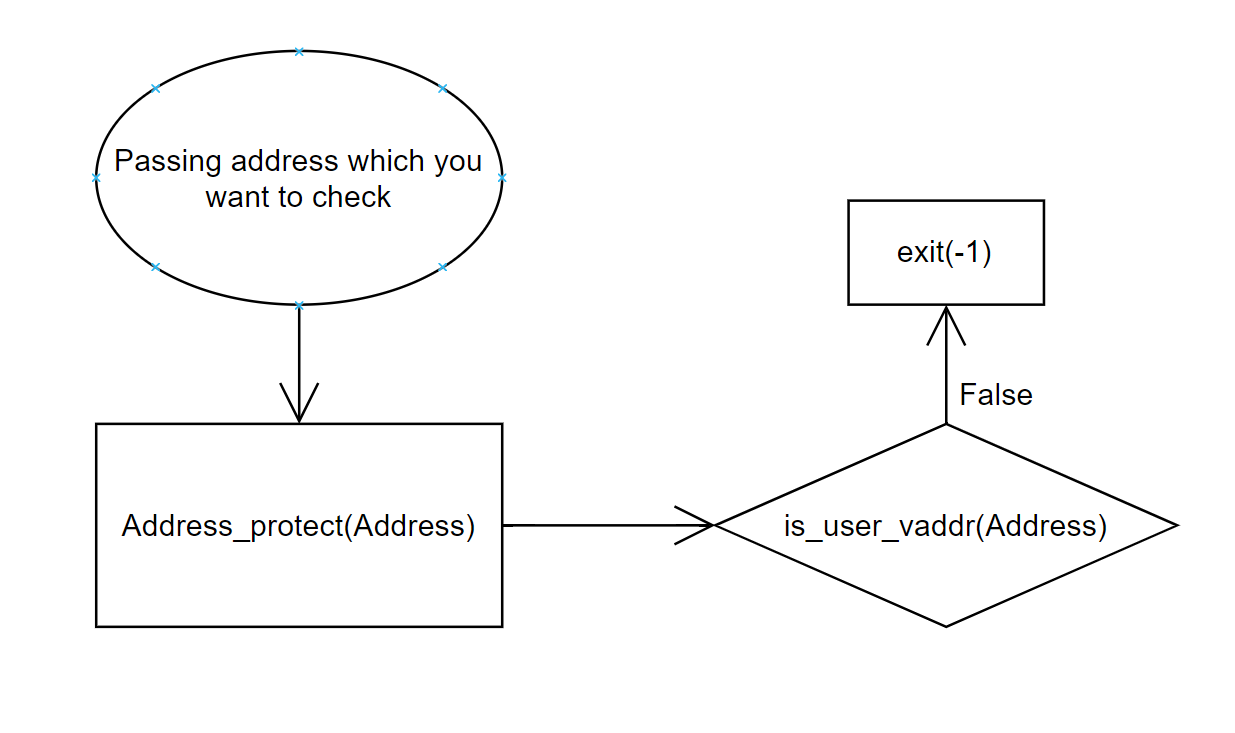 Passing address which you
want to check
exit(-1)
False
Address_protect(Address)
is_user_vaddr(Address)